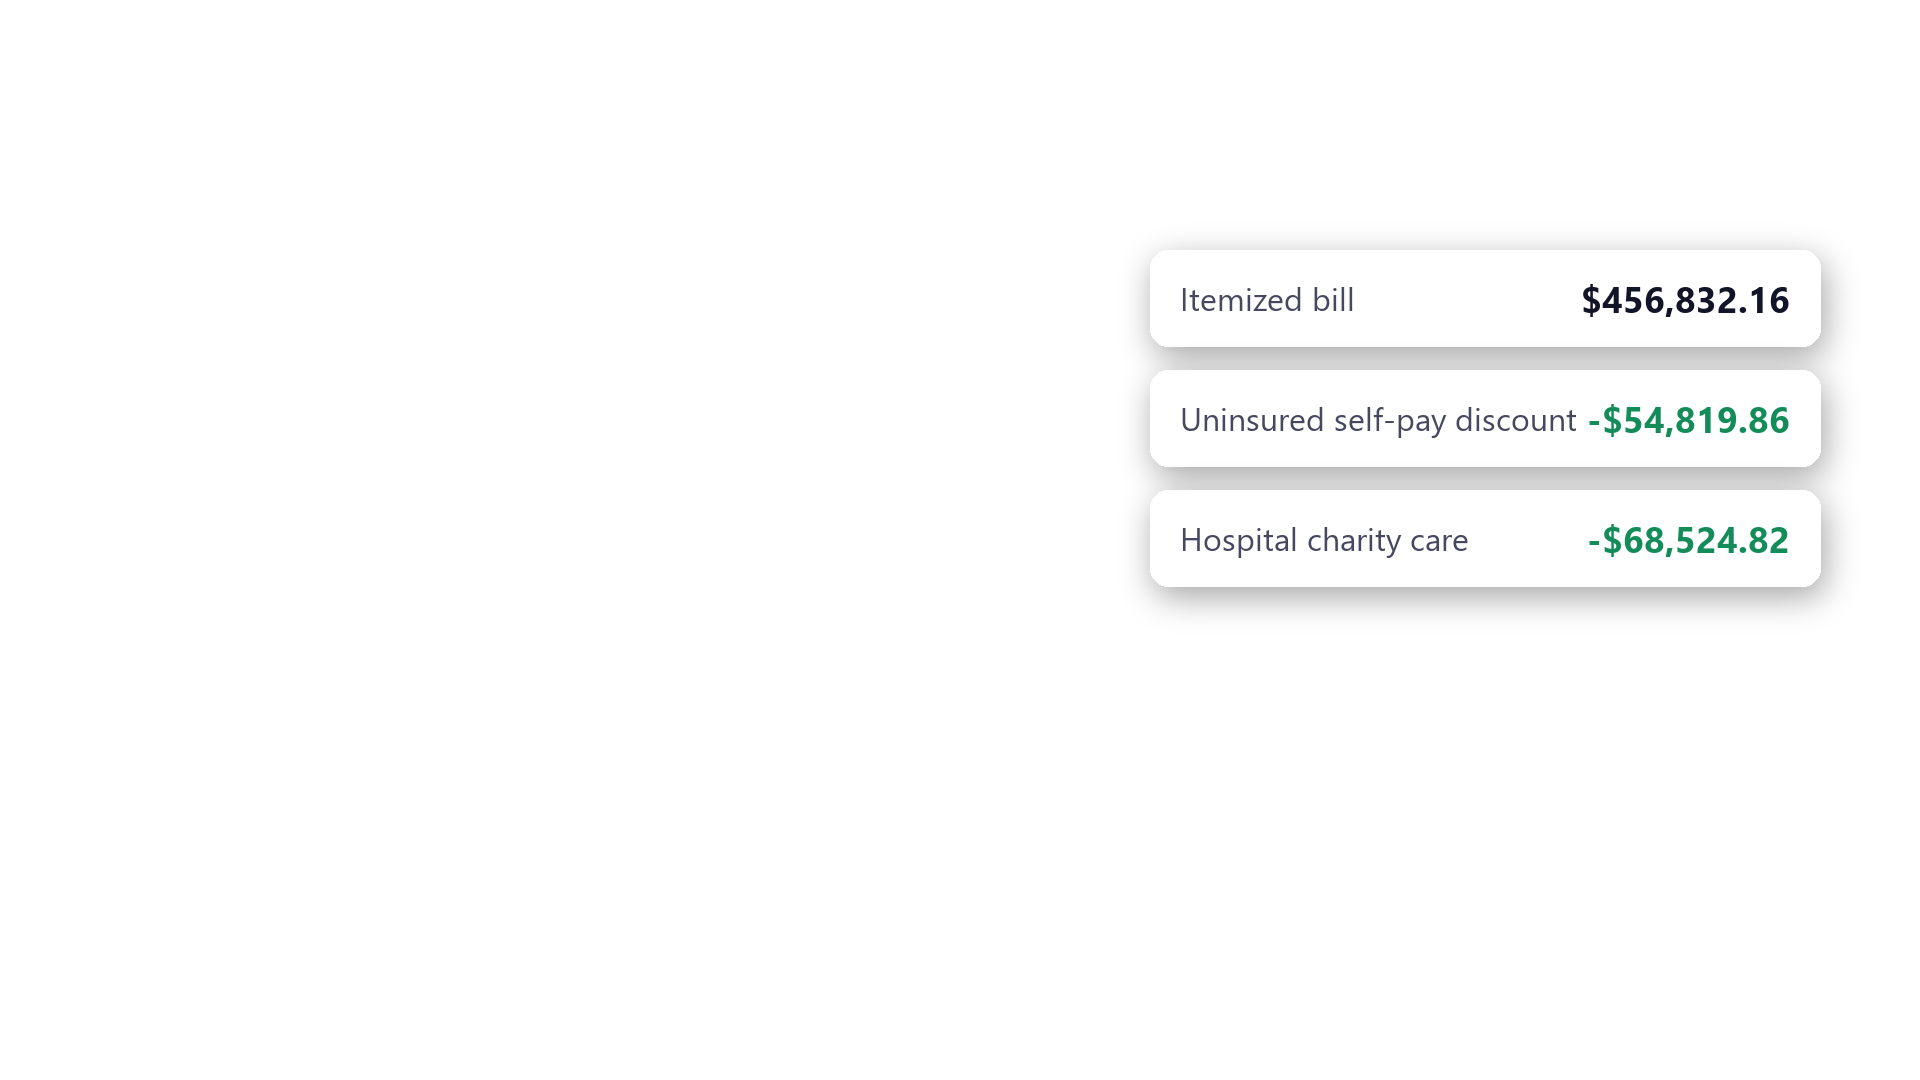 Itemized bill $456,832.16
Uninsured self-pay discount -$54,819.86
Hospital charity care -$68,524.82